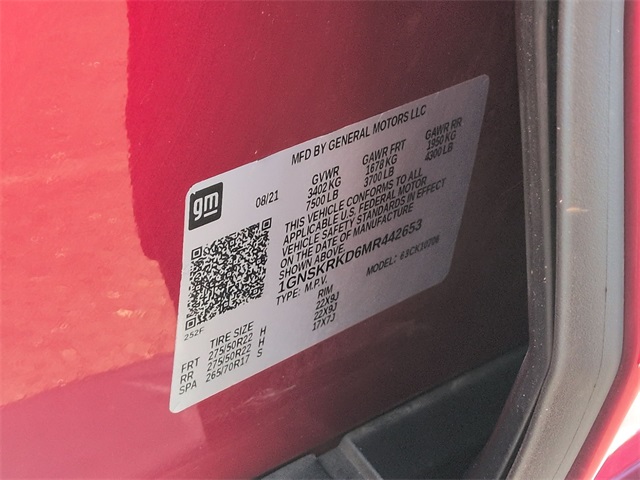 MFD BY GENERAL MOTORS LLC
gm
08/21
GVWR GAWR FRT GAWR RR
3402 KG 1678 KG 1950 KG
7500 LB 3700 LB 4300 LB
THIS VEHICLE CONFORMS TO ALL
APPLICABLE U.S. FEDERAL MOTOR
VEHICLE SAFETY STANDARDS IN EFFECT
ON THE DATE OF MANUFACTURE
SHOWN ABOVE.
1GNSKRKD6MR442653
TYPE: M.P.V. MODEL: 63CK10706
252F
TIRE SIZE RIM
FRT 275/50R22 H 22X9J
RR 275/50R22 H 22X9J
SPA 265/70R17 S 17X7J